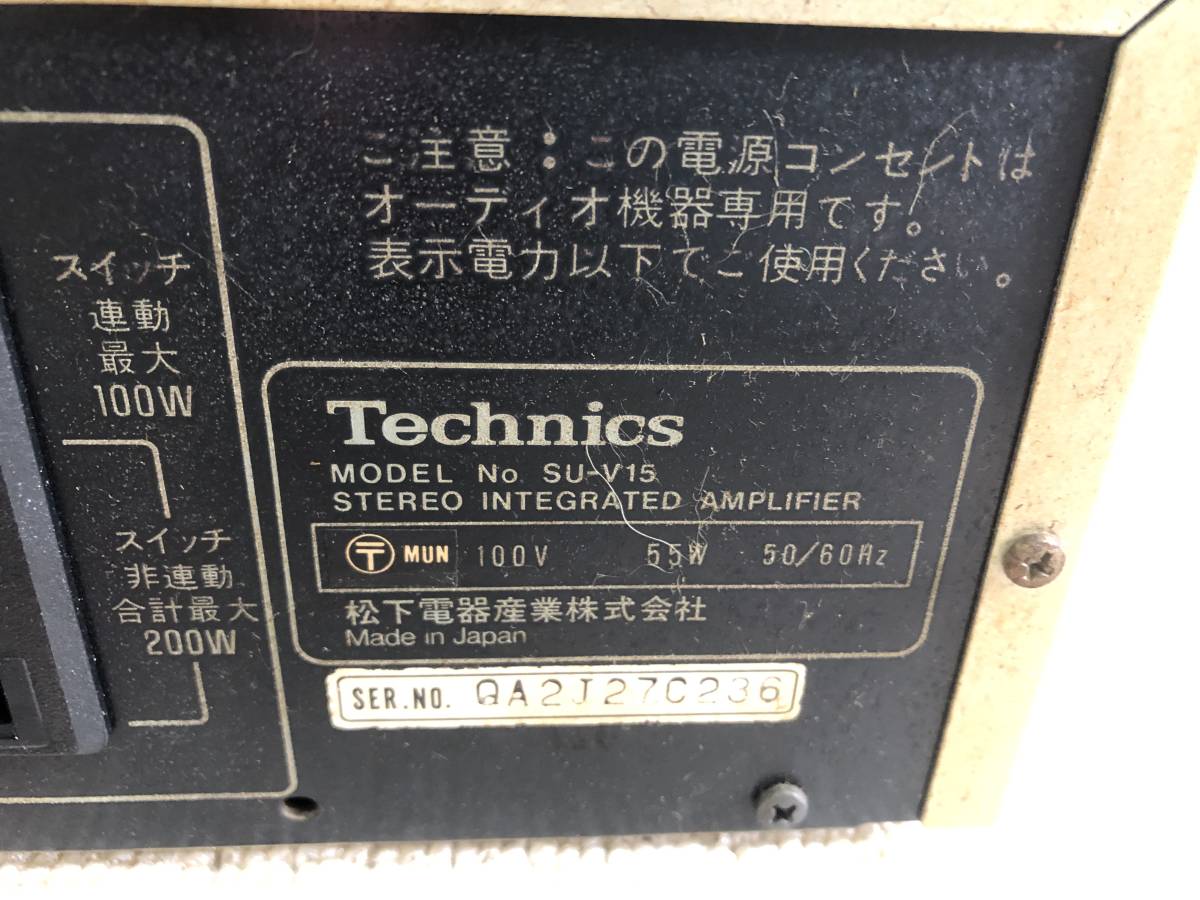 ご注意：この電源コンセントは
オーディオ機器専用です。
表示電力以下でご使用ください。
スイッチ
連動
最大
100W
スイッチ
非連動
合計最大
200W
Technics
MODEL No SU-V15
STEREO INTEGRATED AMPLIFIER
〒 MUN 100V 55W 50/60Hz
松下電器産業株式会社
Made in Japan
SER.NO. QA2J27C236